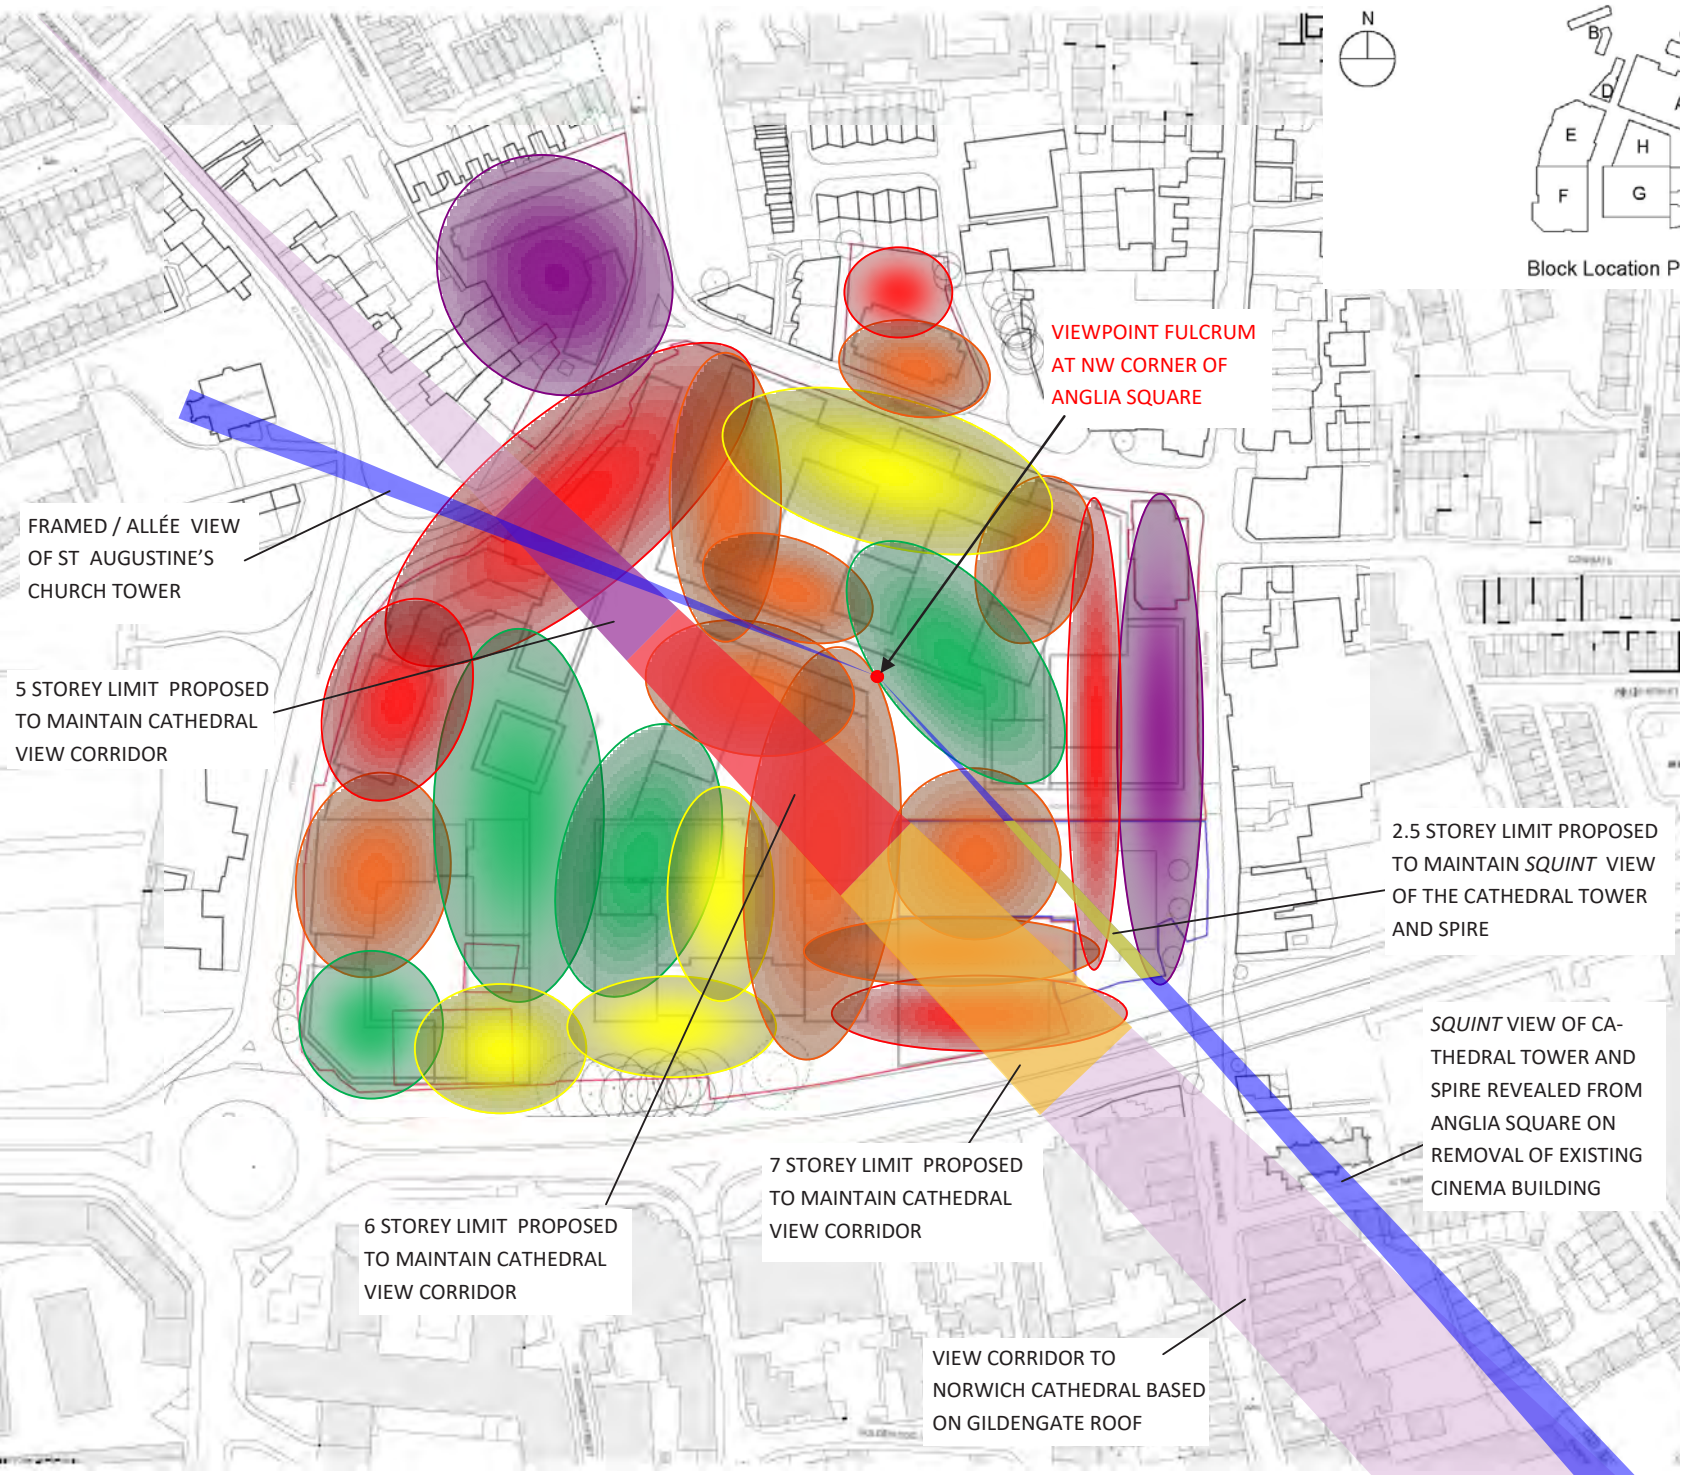 N
B
D
A
E
H
F
G
Block Location P
VIEWPOINT FULCRUM
AT NW CORNER OF
ANGLIA SQUARE
FRAMED / ALLÉE VIEW
OF ST AUGUSTINE'S
CHURCH TOWER
5 STOREY LIMIT PROPOSED
TO MAINTAIN CATHEDRAL
VIEW CORRIDOR
2.5 STOREY LIMIT PROPOSED
TO MAINTAIN SQUINT VIEW
OF THE CATHEDRAL TOWER
AND SPIRE
SQUINT VIEW OF CA-
THEDRAL TOWER AND
SPIRE REVEALED FROM
ANGLIA SQUARE ON
REMOVAL OF EXISTING
CINEMA BUILDING
7 STOREY LIMIT PROPOSED
TO MAINTAIN CATHEDRAL
VIEW CORRIDOR
6 STOREY LIMIT PROPOSED
TO MAINTAIN CATHEDRAL
VIEW CORRIDOR
VIEW CORRIDOR TO
NORWICH CATHEDRAL BASED
ON GILDENGATE ROOF